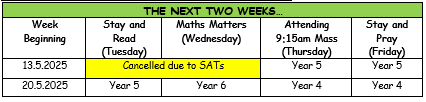 THE NEXT TWO WEEKS…
Week Beginning | Stay and Read (Tuesday) | Maths Matters (Wednesday) | Attending 9:15am Mass (Thursday) | Stay and Pray (Friday)
13.5.2025 | Cancelled due to SATs | Year 5 | Year 5
20.5.2025 | Year 5 | Year 6 | Year 4 | Year 4